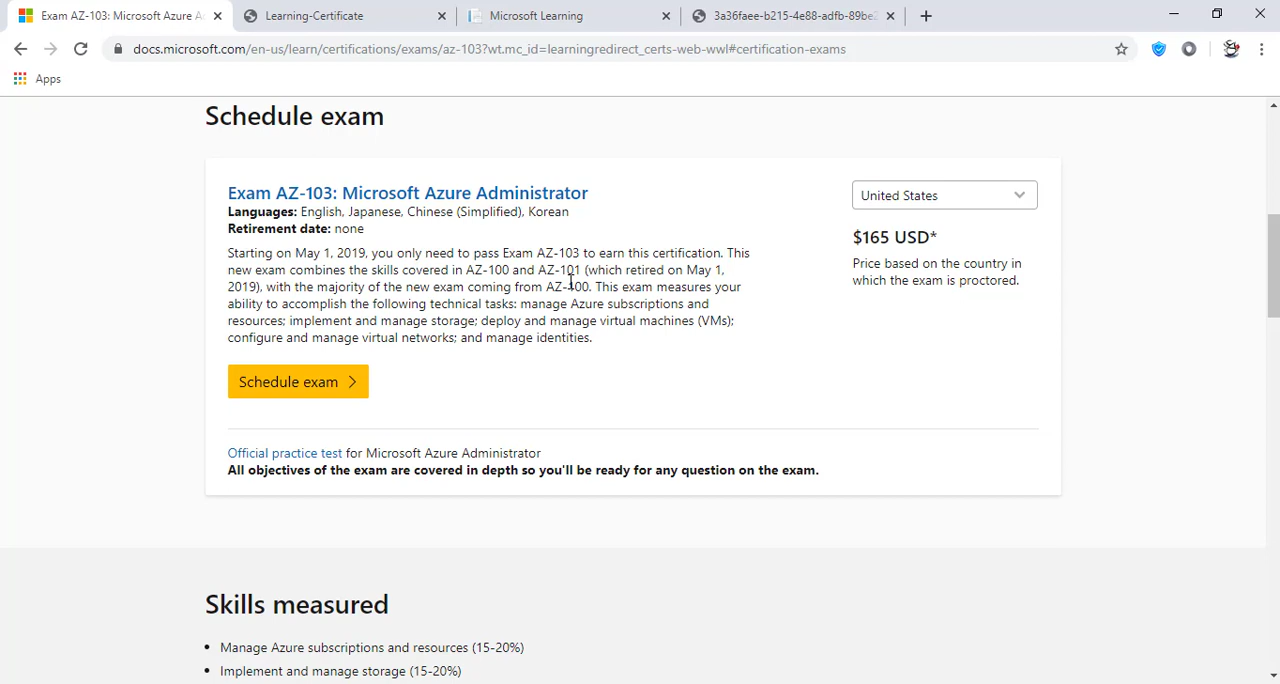 Exam AZ-103: Microsoft Azure A
Learning-Certificate
Microsoft Learning
3a36faee-b215-4e88-adfb-89be2
docs.microsoft.com/en-us/learn/certifications/exams/az-103?wt.mc_id=learningredirect_certs-web-wwl#certification-exams
Apps
Schedule exam
Exam AZ-103: Microsoft Azure Administrator
Languages: English, Japanese, Chinese (Simplified), Korean
Retirement date: none
Starting on May 1, 2019, you only need to pass Exam AZ-103 to earn this certification. This
new exam combines the skills covered in AZ-100 and AZ-101 (which retired on May 1,
2019), with the majority of the new exam coming from AZ-100. This exam measures your
ability to accomplish the following technical tasks: manage Azure subscriptions and
resources; implement and manage storage; deploy and manage virtual machines (VMs);
configure and manage virtual networks; and manage identities.
United States
$165 USD*
Price based on the country in
which the exam is proctored.
Schedule exam
Official practice test for Microsoft Azure Administrator
All objectives of the exam are covered in depth so you'll be ready for any question on the exam.
Skills measured
• Manage Azure subscriptions and resources (15-20%)
• Implement and manage storage (15-20%)